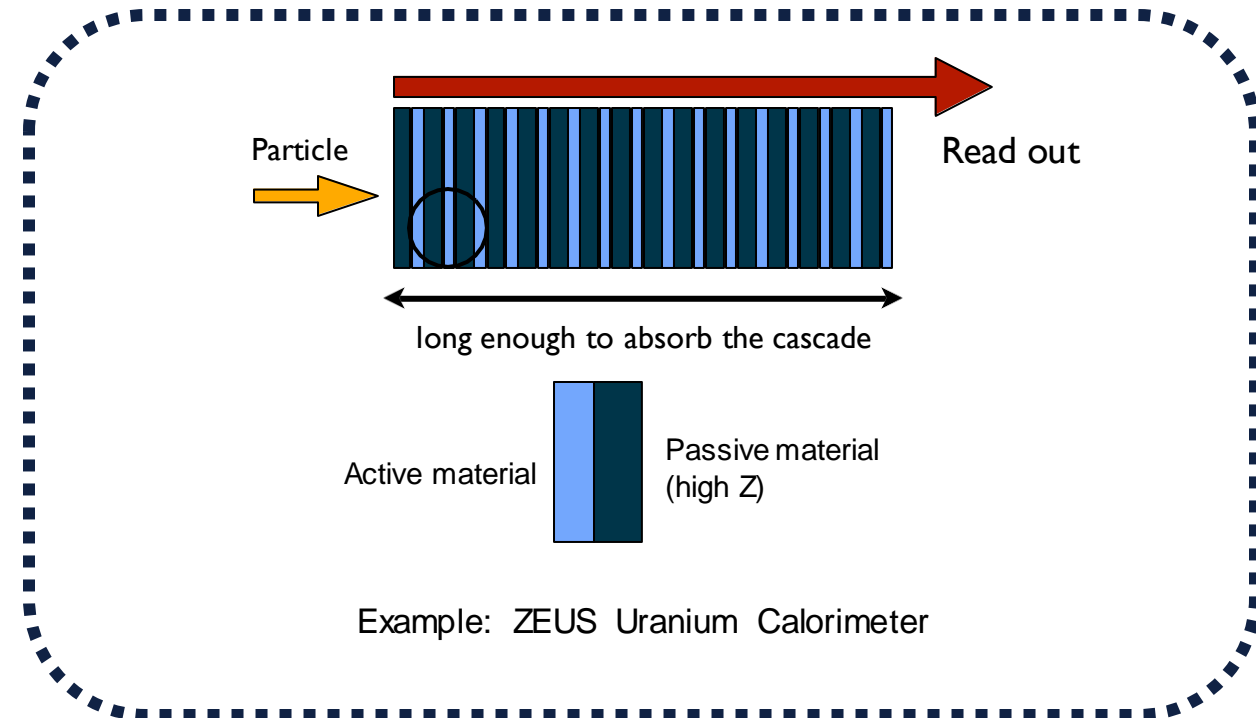 Particle
Read out
long enough to absorb the cascade
Active material
Passive material
(high Z)
Example: ZEUS Uranium Calorimeter